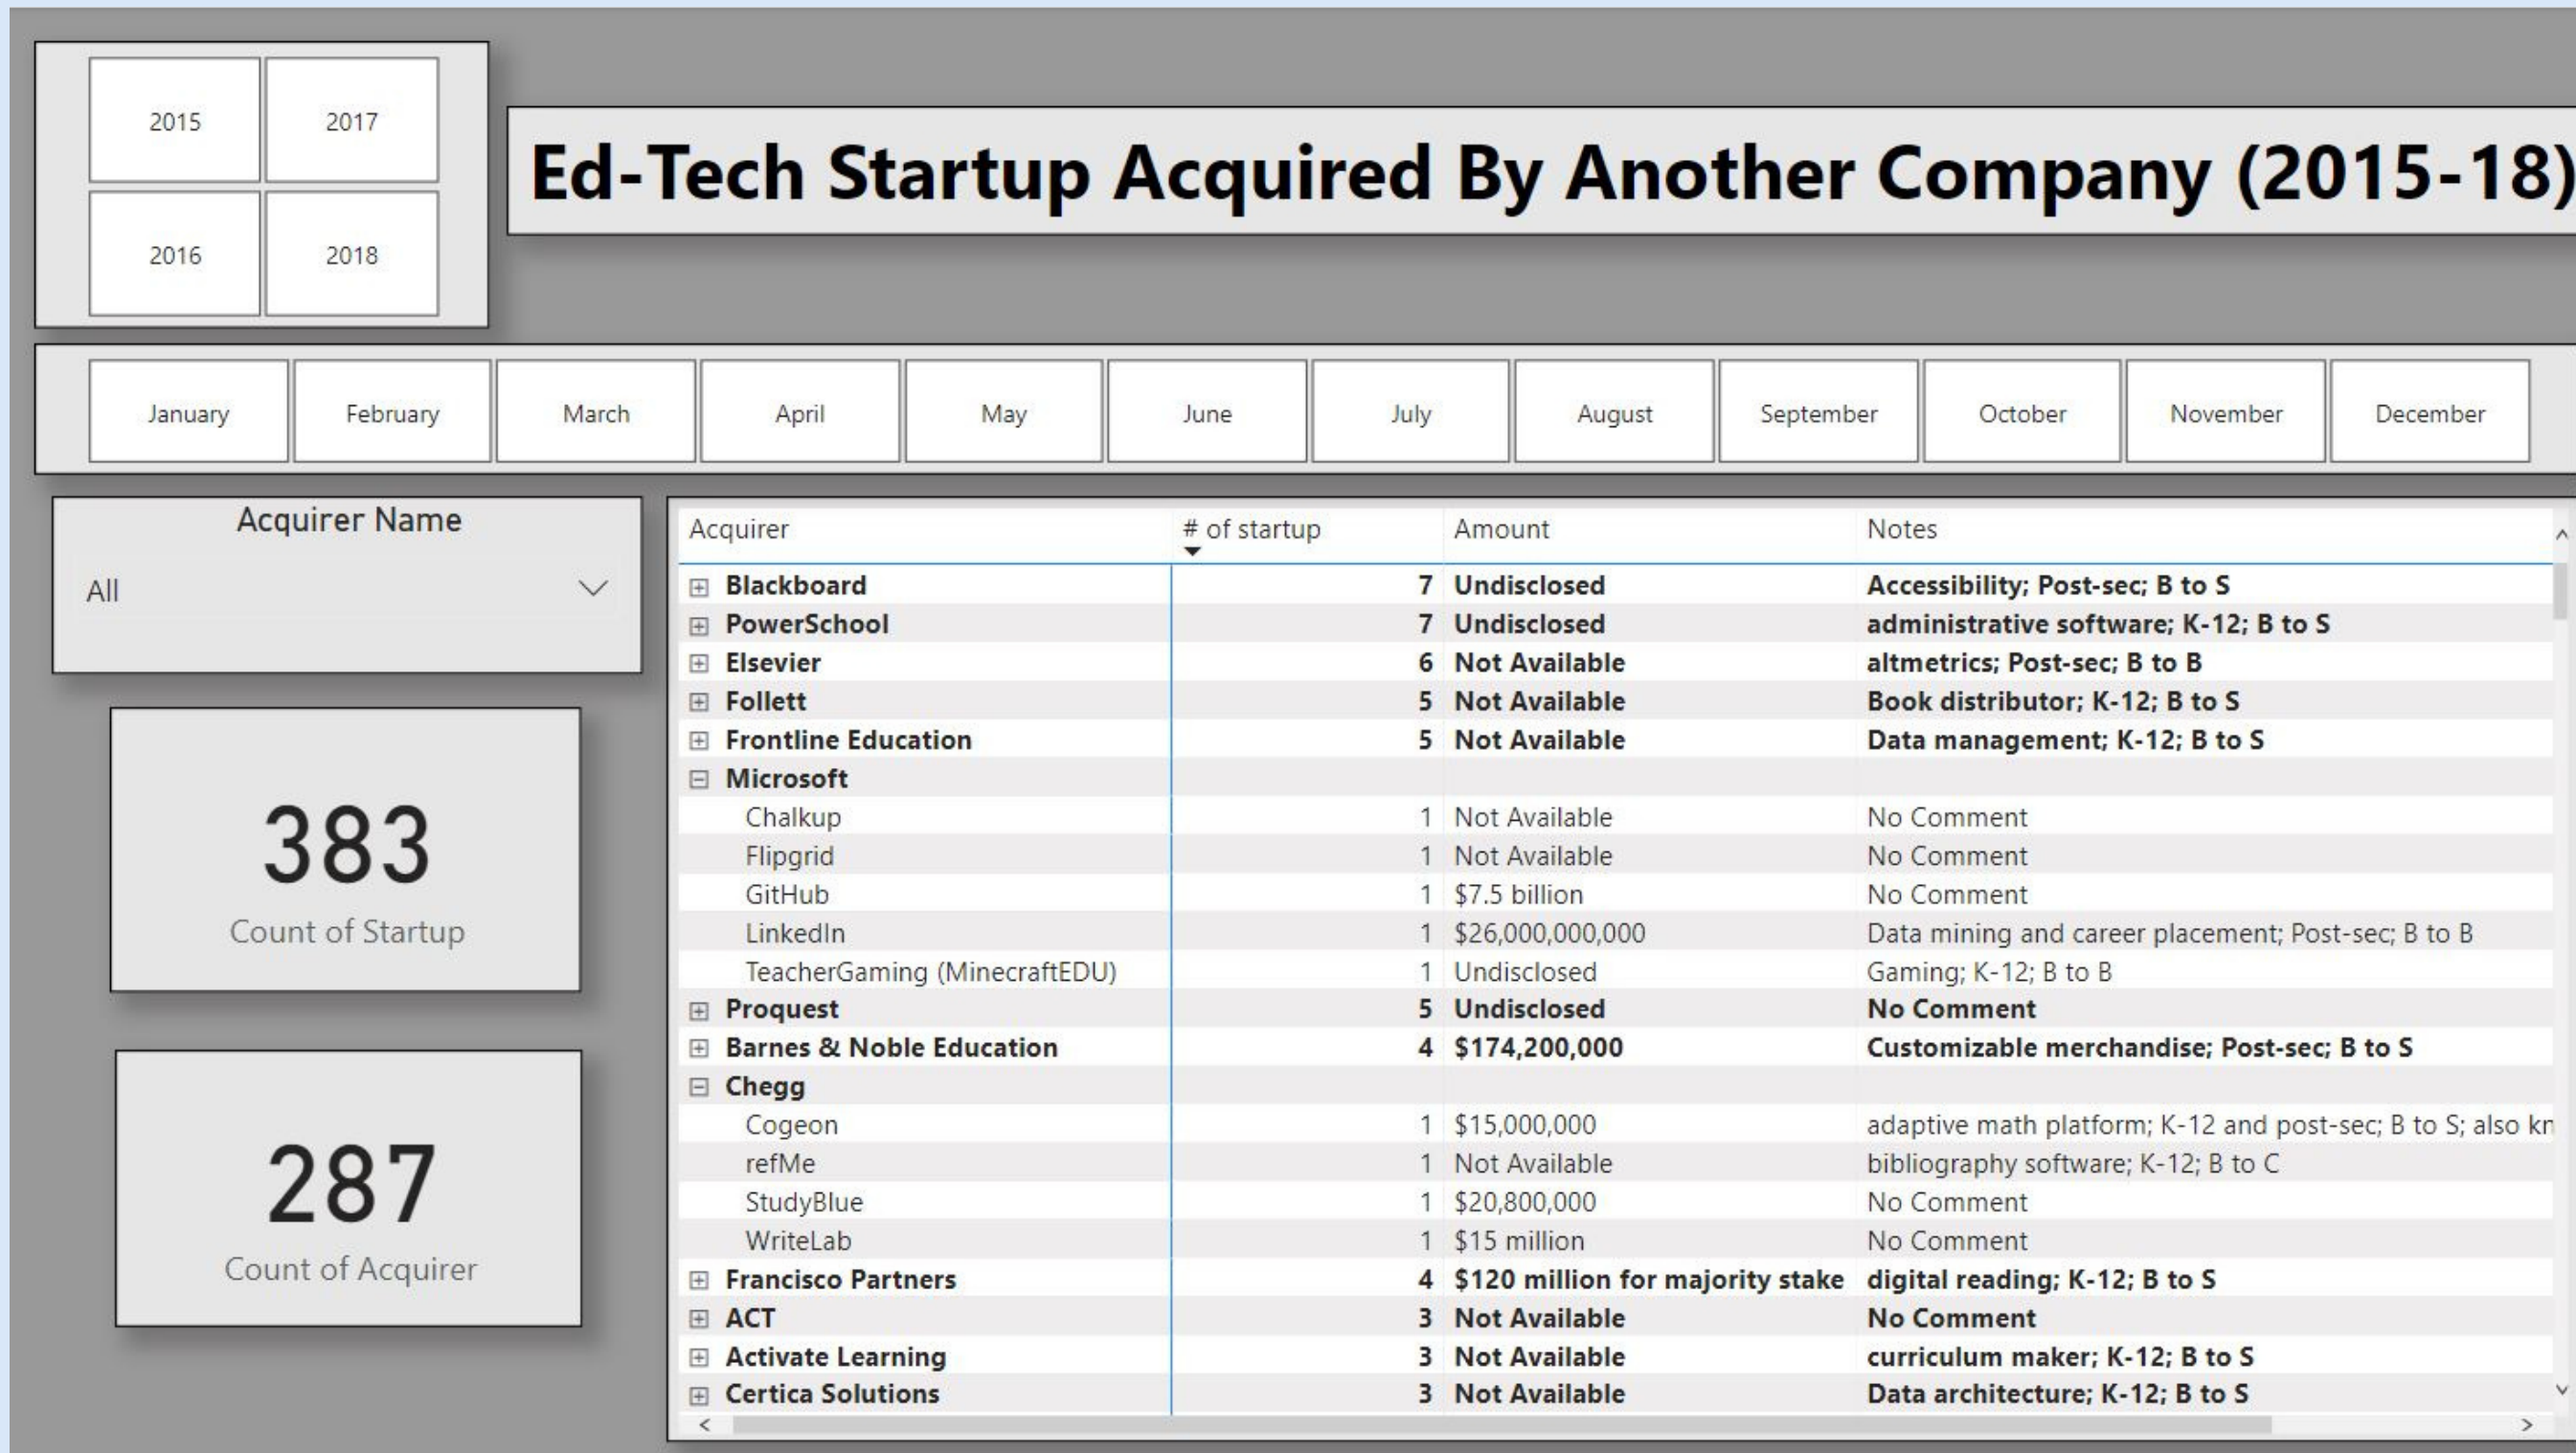 2015 2017
Ed-Tech Startup Acquired By Another Company (2015-18)
2016 2018
January February March April May June July August September October November December
Acquirer Name
All
383
Count of Startup
287
Count of Acquirer
Acquirer # of startup Amount Notes
Blackboard 7 Undisclosed Accessibility; Post-sec; B to S
PowerSchool 7 Undisclosed administrative software; K-12; B to S
Elsevier 6 Not Available altmetrics; Post-sec; B to B
Follett 5 Not Available Book distributor; K-12; B to S
Frontline Education 5 Not Available Data management; K-12; B to S
Microsoft
Chalkup 1 Not Available No Comment
Flipgrid 1 Not Available No Comment
GitHub 1 $7.5 billion No Comment
LinkedIn 1 $26,000,000,000 Data mining and career placement; Post-sec; B to B
TeacherGaming (MinecraftEDU) 1 Undisclosed Gaming; K-12; B to B
Proquest 5 Undisclosed No Comment
Barnes & Noble Education 4 $174,200,000 Customizable merchandise; Post-sec; B to S
Chegg
Cogeon 1 $15,000,000 adaptive math platform; K-12 and post-sec; B to S; also kn
refMe 1 Not Available bibliography software; K-12; B to C
StudyBlue 1 $20,800,000 No Comment
WriteLab 1 $15 million No Comment
Francisco Partners 4 $120 million for majority stake digital reading; K-12; B to S
ACT 3 Not Available No Comment
Activate Learning 3 Not Available curriculum maker; K-12; B to S
Certica Solutions 3 Not Available Data architecture; K-12; B to S